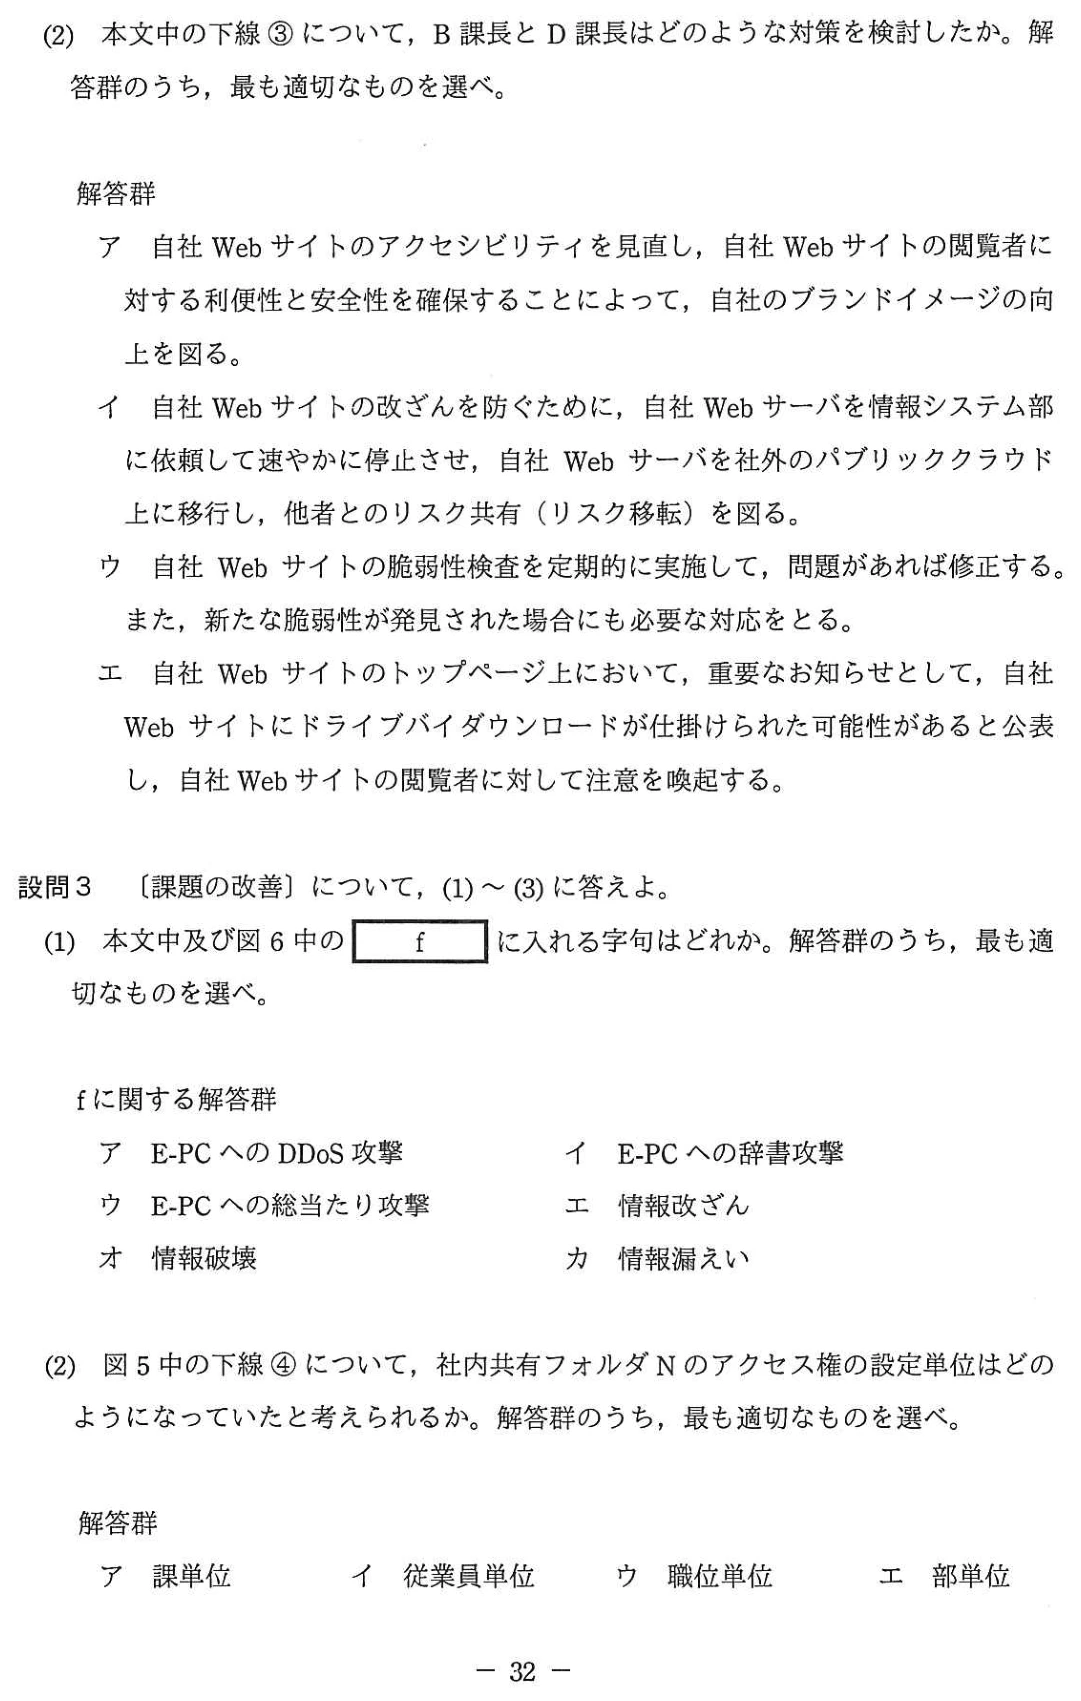 (2) 本文中の下線③について，B 課長と D 課長はどのような対策を検討したか。解
答群のうち，最も適切なものを選べ。
解答群
ア 自社 Web サイトのアクセシビリティを見直し，自社 Web サイトの閲覧者に
対する利便性と安全性を確保することによって，自社のブランドイメージの向
上を図る。
イ 自社 Web サイトの改ざんを防ぐために，自社 Web サーバを情報システム部
に依頼して速やかに停止させ，自社 Web サーバを社外のパブリッククラウド
上に移行し，他者とのリスク共有（リスク移転）を図る。
ウ 自社 Web サイトの脆弱性検査を定期的に実施して，問題があれば修正する。
また，新たな脆弱性が発見された場合にも必要な対応をとる。
エ 自社 Web サイトのトップページ上において，重要なお知らせとして，自社
Web サイトにドライブバイダウンロードが仕掛けられた可能性があると公表
し，自社 Web サイトの閲覧者に対して注意を喚起する。
設問3 〔課題の改善〕について，(1)～(3)に答えよ。
(1) 本文中及び図 6 中の f に入れる字句はどれか。解答群のうち，最も適
切なものを選べ。
f に関する解答群
ア E-PC への DDoS 攻撃 イ E-PC への辞書攻撃
ウ E-PC への総当たり攻撃 エ 情報改ざん
オ 情報破壊 カ 情報漏えい
(2) 図 5 中の下線④について，社内共有フォルダ N のアクセス権の設定単位はどの
ようになっていたと考えられるか。解答群のうち，最も適切なものを選べ。
解答群
ア 課単位 イ 従業員単位 ウ 職位単位 エ 部単位
－ 32 －